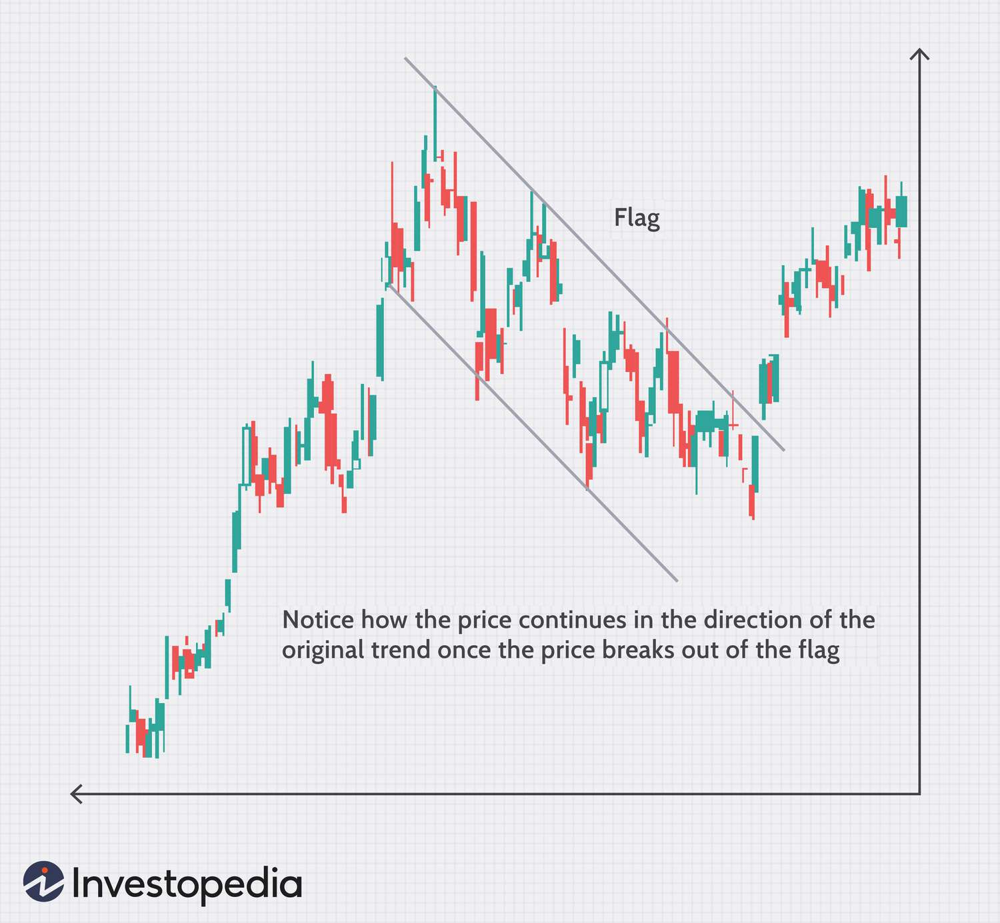 Flag
Notice how the price continues in the direction of the
original trend once the price breaks out of the flag
Investopedia